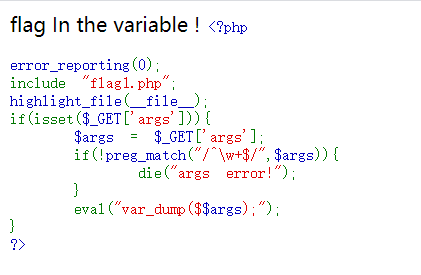 flag In the variable ! <?php
error_reporting(0);
include "flag1.php";
highlight_file(__file__);
if(isset($_GET['args'])){
$args = $_GET['args'];
if(!preg_match("/^\w+$/",$args)){
die("args error!");
}
eval("var_dump($$args);");
}
?>